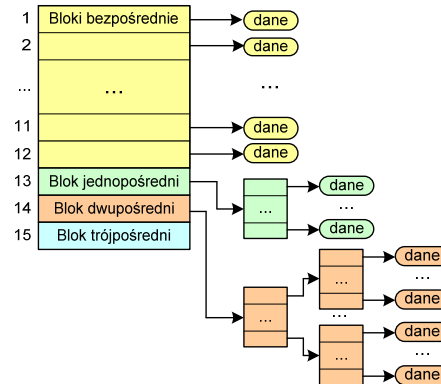 1 Bloki bezpośrednie dane
2 dane
... ... ...
11 dane
12 dane
13 Blok jednopośredni dane
... ...
14 Blok dwupośredni dane
15 Blok trójpośredni
dane
... ...
dane
... ...
dane
... ...
dane